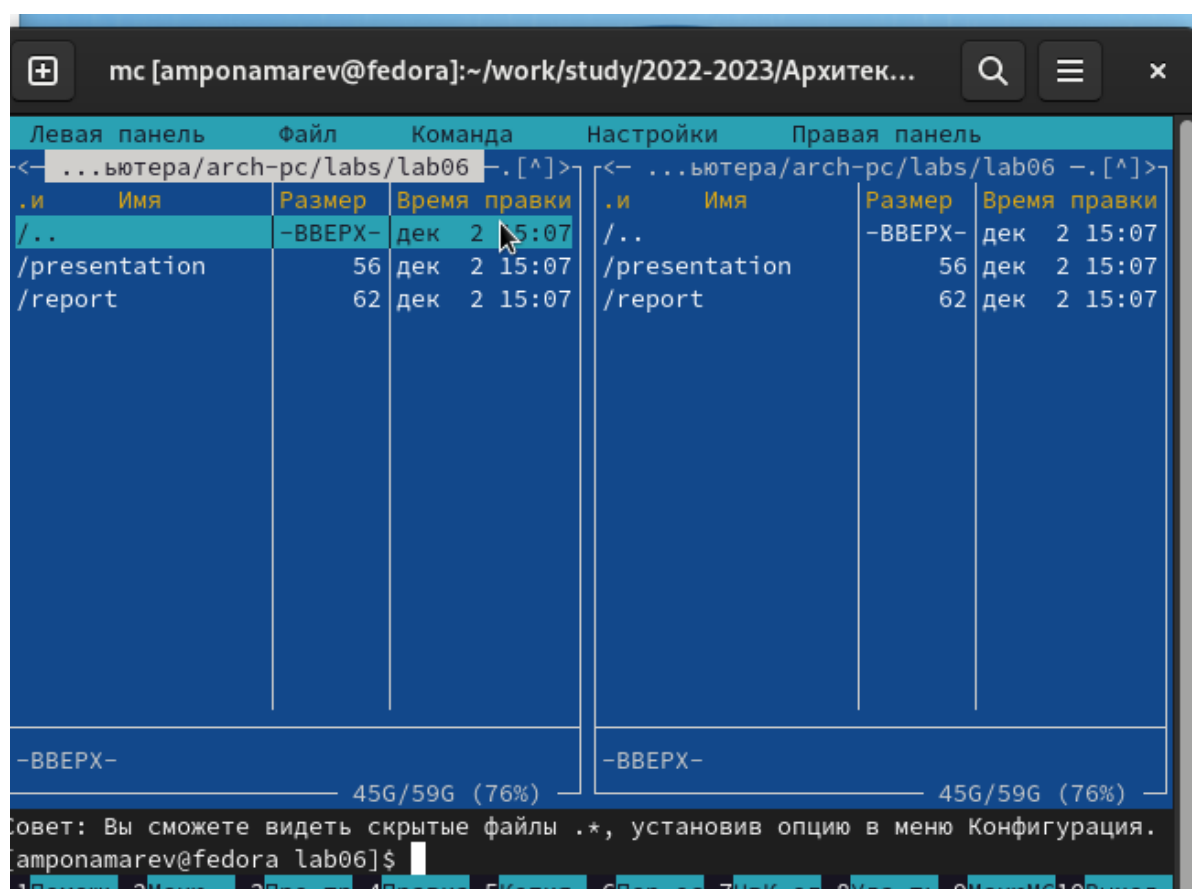 mc [amponamarev@fedora]:~/work/study/2022-2023/Архитек...
Левая панель Файл Команда Настройки Правая панель
<— ...ьютера/arch-pc/labs/lab06 —.[^]> <— ...ьютера/arch-pc/labs/lab06 —.[^]>
.и Имя Размер Время правки .и Имя Размер Время правки
/.. -ВВЕРХ- дек 2 15:07 /.. -ВВЕРХ- дек 2 15:07
/presentation 56 дек 2 15:07 /presentation 56 дек 2 15:07
/report 62 дек 2 15:07 /report 62 дек 2 15:07
-ВВЕРХ- -ВВЕРХ-
45G/59G (76%) 45G/59G (76%)
Совет: Вы сможете видеть скрытые файлы .*, установив опцию в меню Конфигурация.
[amponamarev@fedora lab06]$